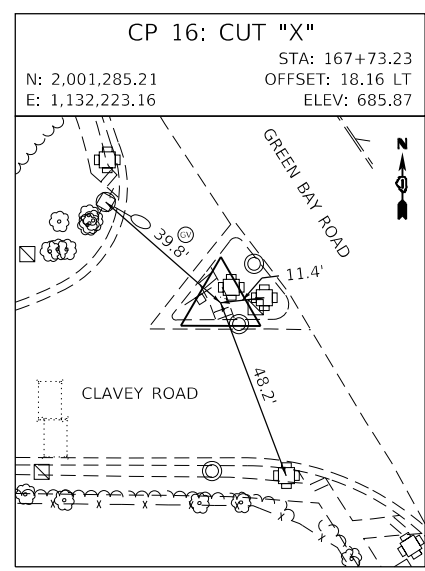 CP 16: CUT "X"
STA: 167+73.23
N: 2,001,285.21 OFFSET: 18.16 LT
E: 1,132,223.16 ELEV: 685.87
GREEN BAY ROAD
N
39.8'
GV
11.4'
48.2'
CLAVEY ROAD